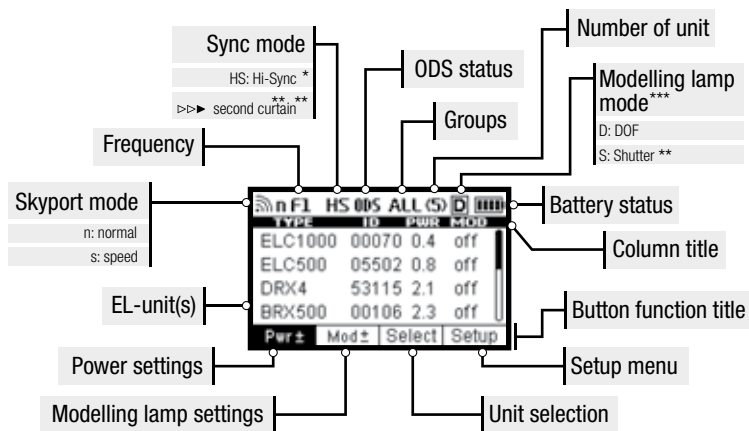 Sync mode
HS: Hi-Sync *
▷▷► second curtain ** **
ODS status
Number of unit
Modelling lamp
mode***
D: DOF
S: Shutter **
Groups
Frequency
Skyport mode
n: normal
s: speed
n F1 HS ODS ALL (5) D
Battery status
TYPE ID PWR MOD
Column title
ELC1000 00070 0.4 off
ELC500 05502 0.8 off
DRX4 53115 2.1 off
BRX500 00106 2.3 off
EL-unit(s)
Button function title
Pwr± Mod± Select Setup
Power settings
Setup menu
Modelling lamp settings
Unit selection